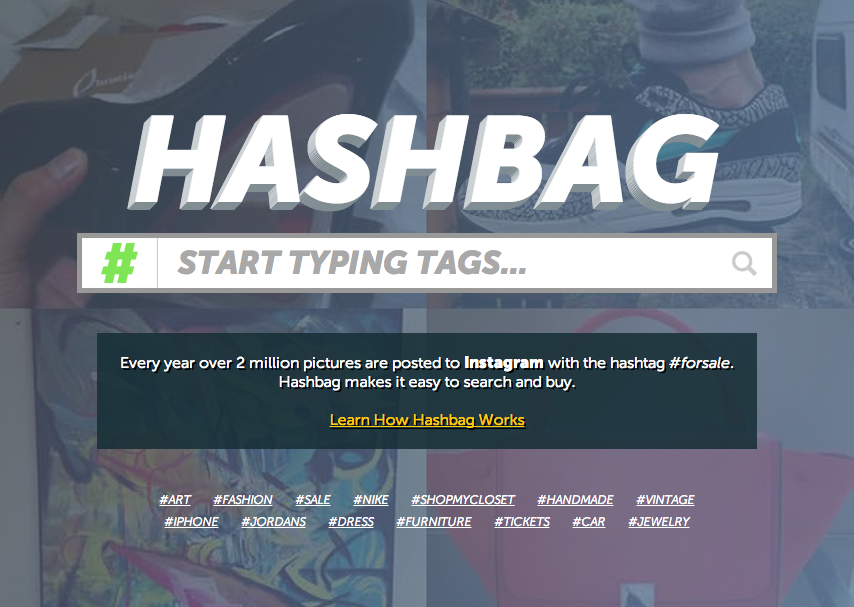 HASHBAG
# START TYPING TAGS...
Every year over 2 million pictures are posted to Instagram with the hashtag #forsale.
Hashbag makes it easy to search and buy.
Learn How Hashbag Works
#ART #FASHION #SALE #NIKE #SHOPMYCLOSET #HANDMADE #VINTAGE
#IPHONE #JORDANS #DRESS #FURNITURE #TICKETS #CAR #JEWELRY